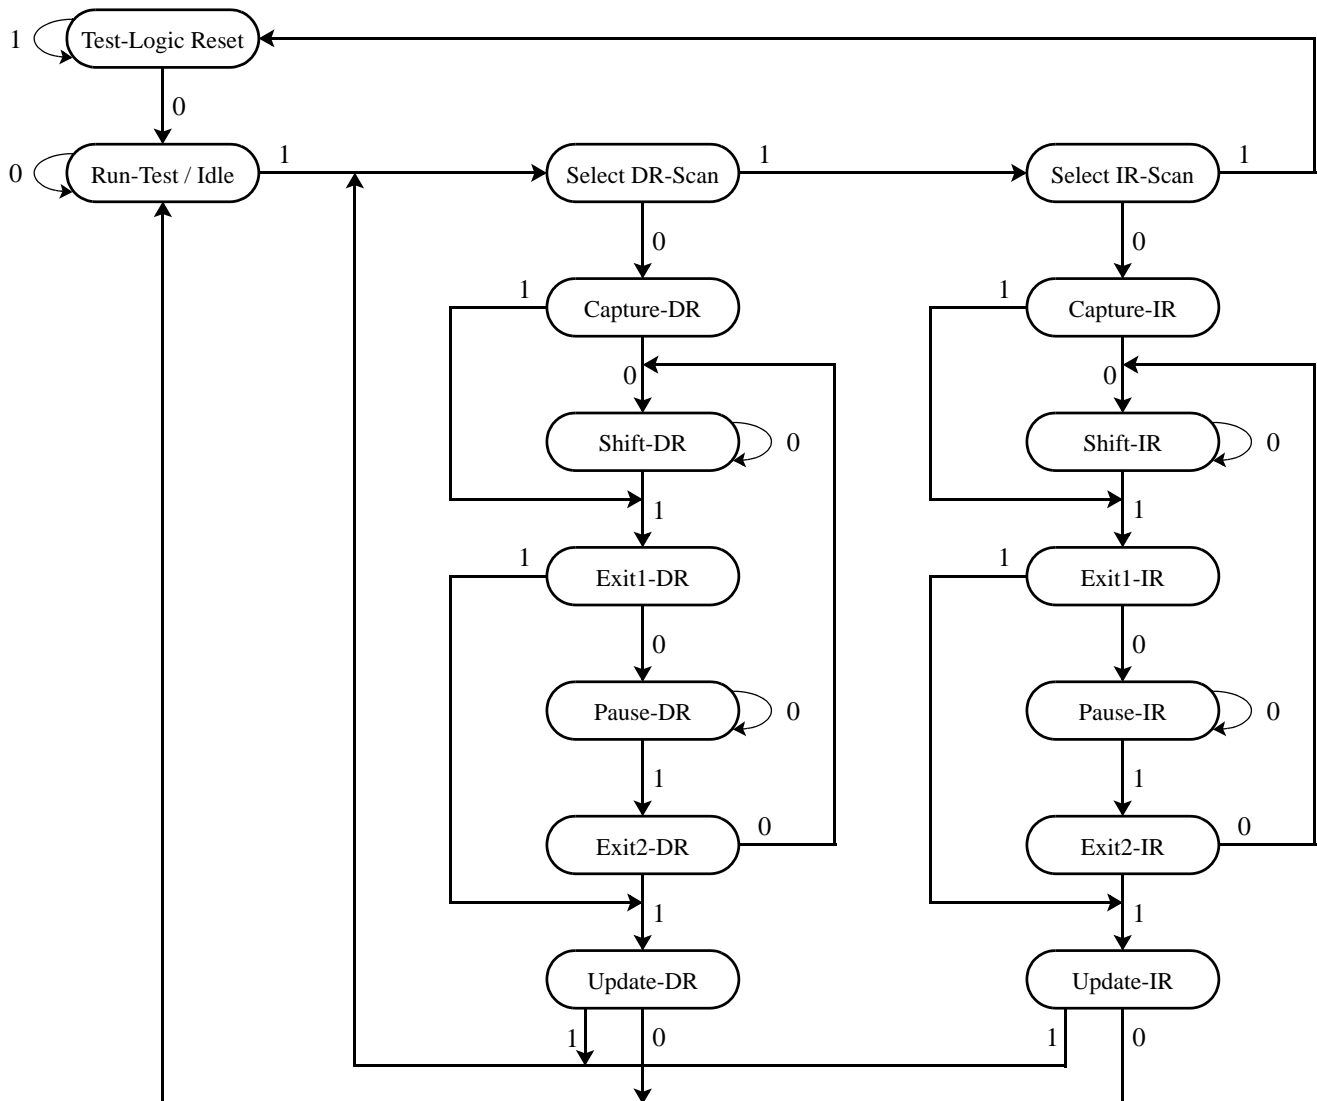 1
Test-Logic Reset
0
0
Run-Test / Idle
1
Select DR-Scan
1
Select IR-Scan
1
0
0
1
Capture-DR
1
Capture-IR
0
0
Shift-DR
0
Shift-IR
0
1
1
1
Exit1-DR
1
Exit1-IR
0
0
Pause-DR
0
Pause-IR
0
1
1
Exit2-DR
0
Exit2-IR
0
1
1
Update-DR
Update-IR
1
0
1
0